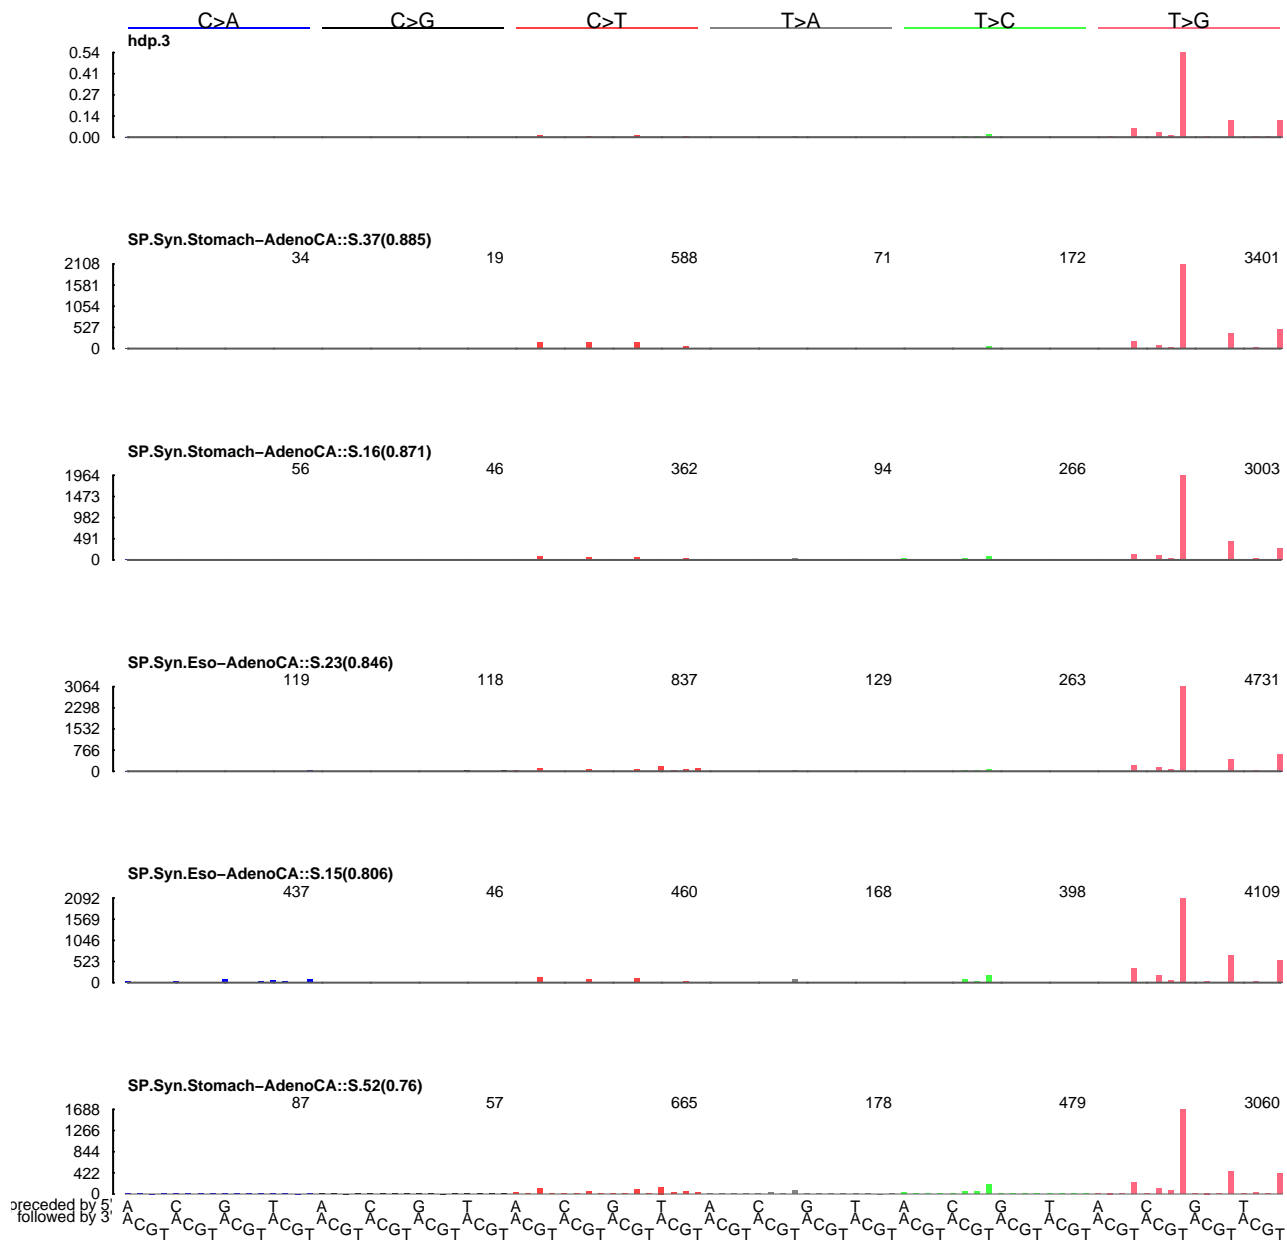 C>A C>G C>T T>A T>C T>G
hdp.3
0.54
0.41
0.27
0.14
0.00
SP.Syn.Stomach−AdenoCA::S.37(0.885)
34 19 588 71 172 3401
2108
1581
1054
527
0
SP.Syn.Stomach−AdenoCA::S.16(0.871)
56 46 362 94 266 3003
1964
1473
982
491
0
SP.Syn.Eso−AdenoCA::S.23(0.846)
119 118 837 129 263 4731
3064
2298
1532
766
0
SP.Syn.Eso−AdenoCA::S.15(0.806)
437 46 460 168 398 4109
2092
1569
1046
523
0
SP.Syn.Stomach−AdenoCA::S.52(0.76)
87 57 665 178 479 3060
1688
1266
844
422
0
preceded by 5' A C G T A C G T A C G T A C G T A C G T A C G T
followed by 3' A C G T A C G T A C G T A C G T A C G T A C G T A C G T A C G T A C G T A C G T A C G T A C G T A C G T A C G T A C G T A C G T A C G T A C G T A C G T A C G T A C G T A C G T A C G T A C G T